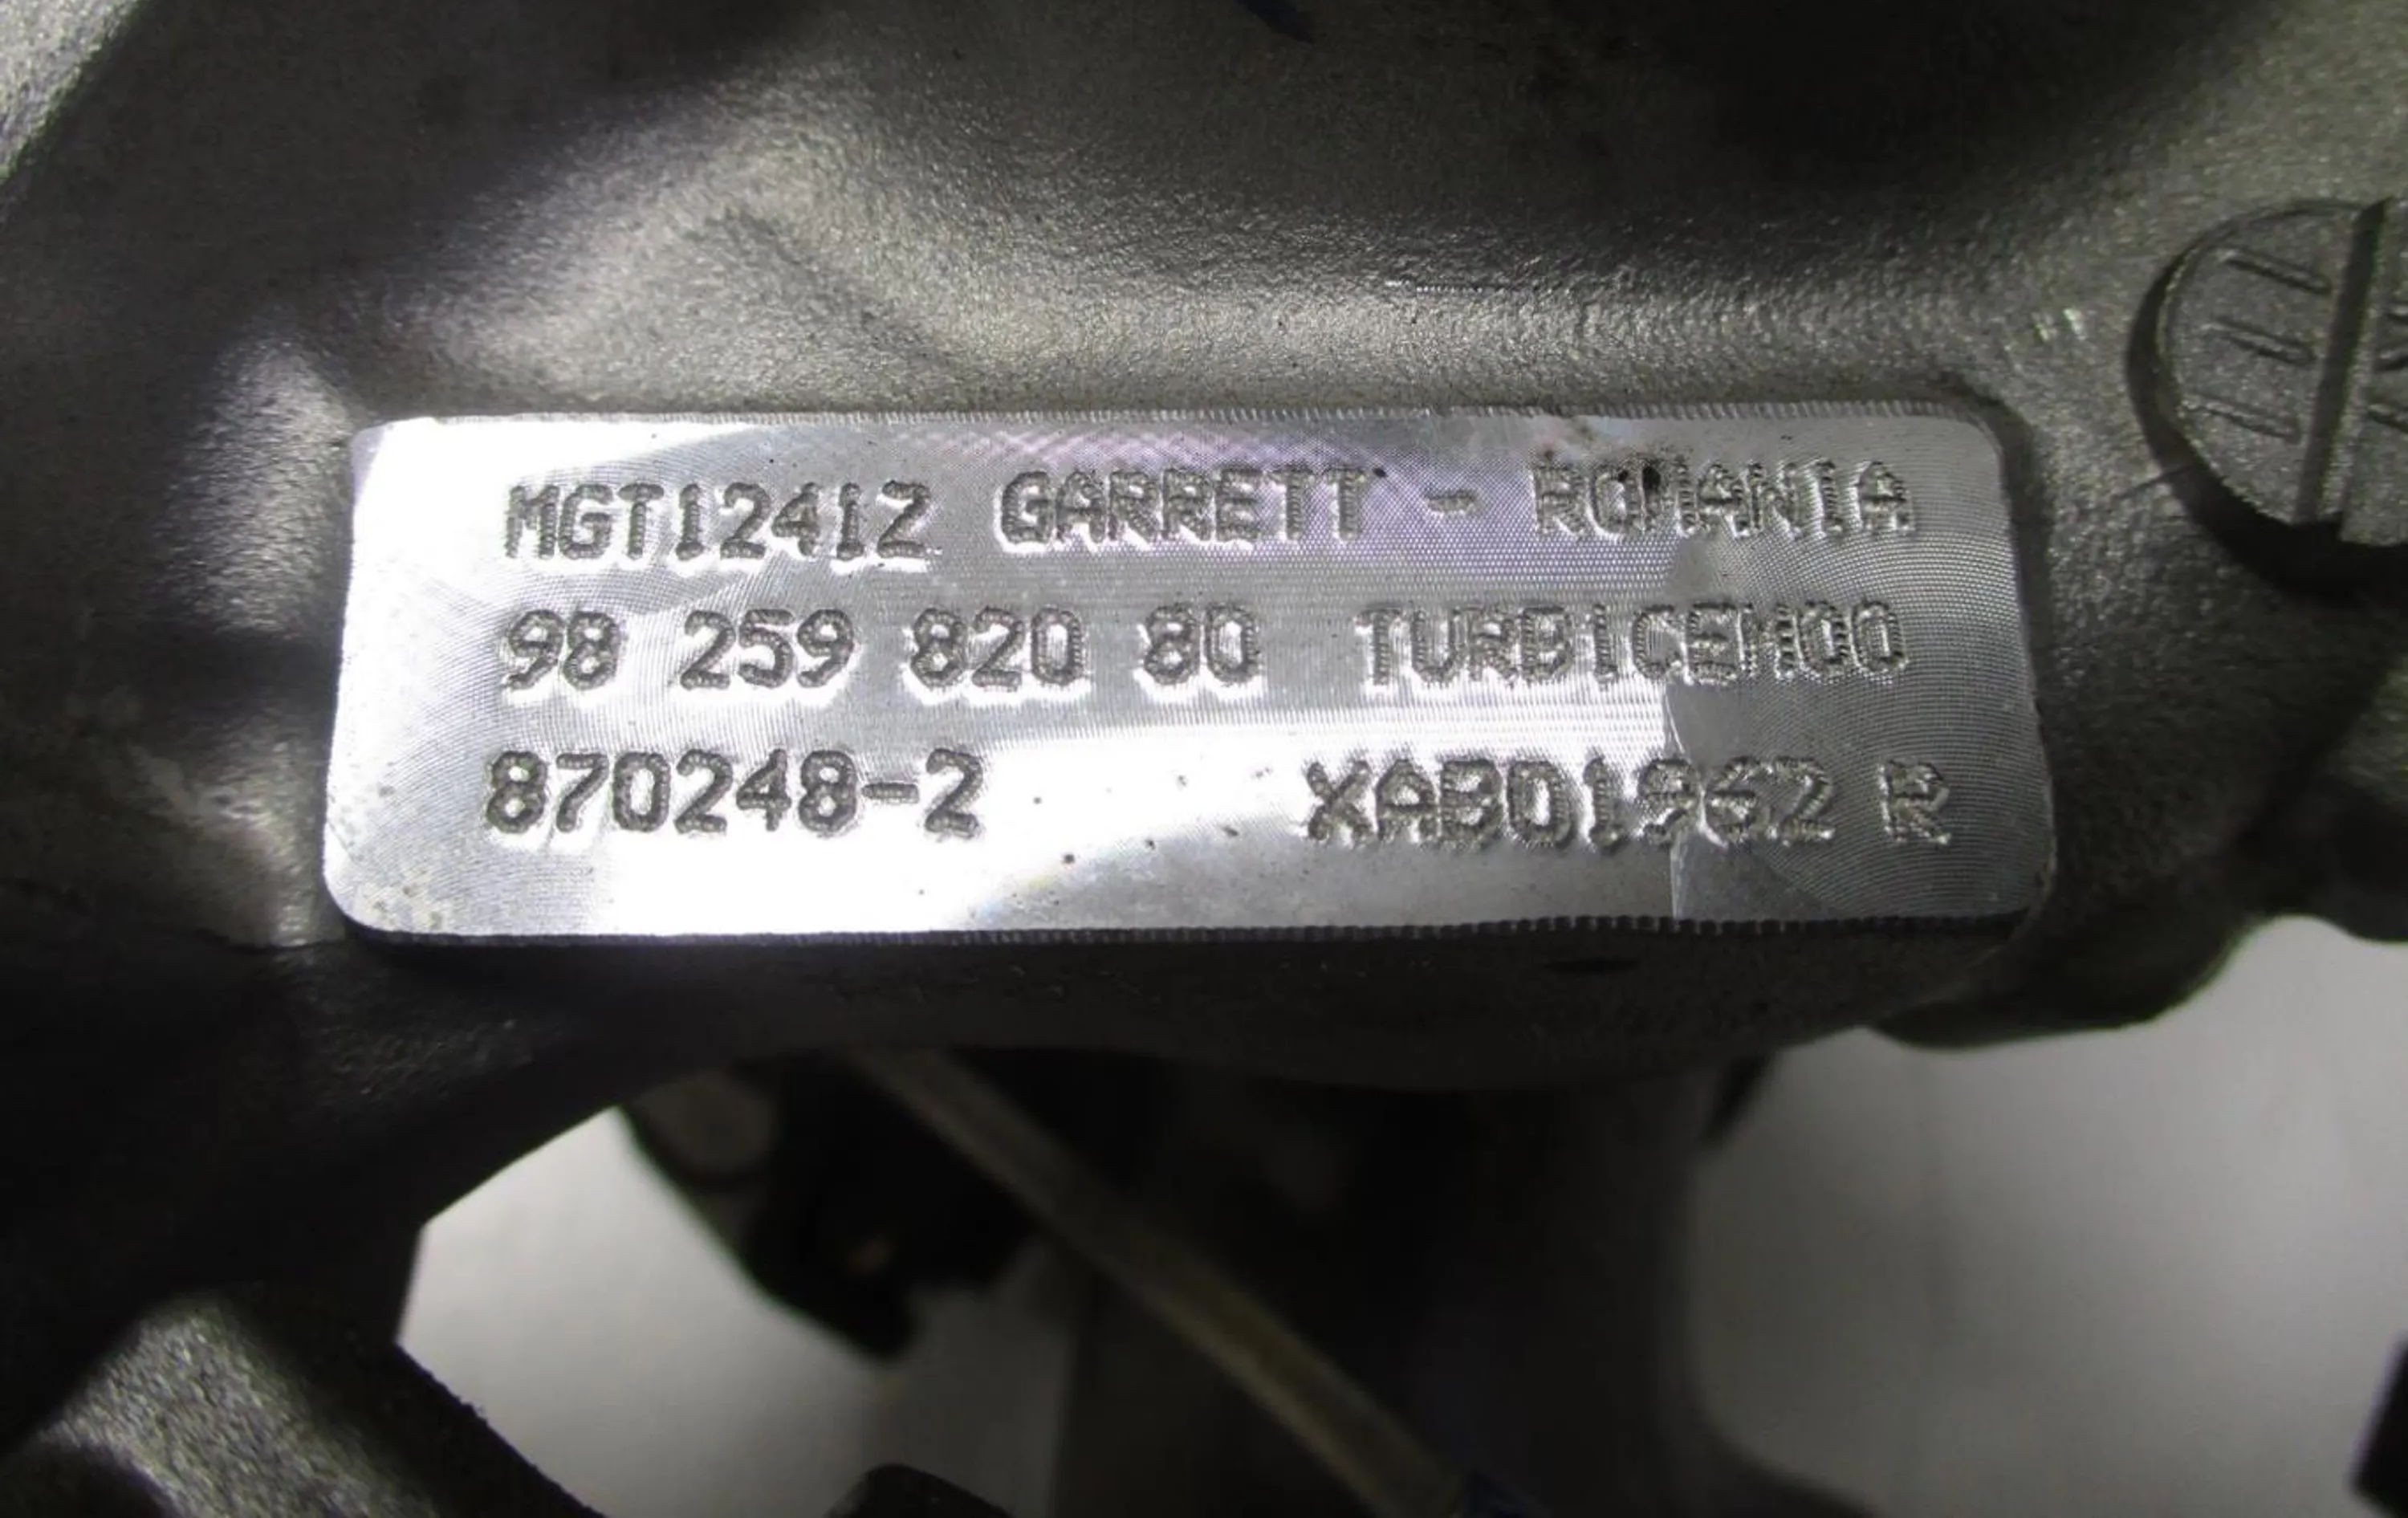 MGT1241Z GARRETT - ROMANIA
98 259 820 80 TURBICEM00
870248-2 XAB01962 R